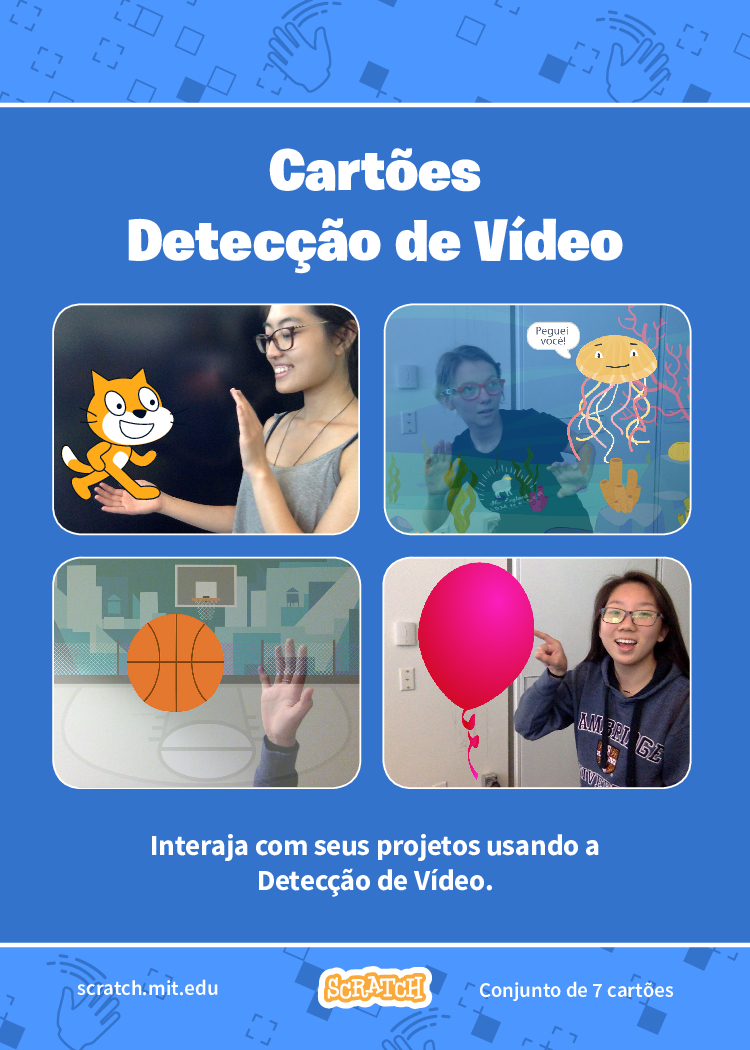 Cartões
Detecção de Vídeo
Peguei
você!
AMBRIDGE
Interaja com seus projetos usando a
Detecção de Vídeo.
scratch.mit.edu
SCRATCH
Conjunto de 7 cartões